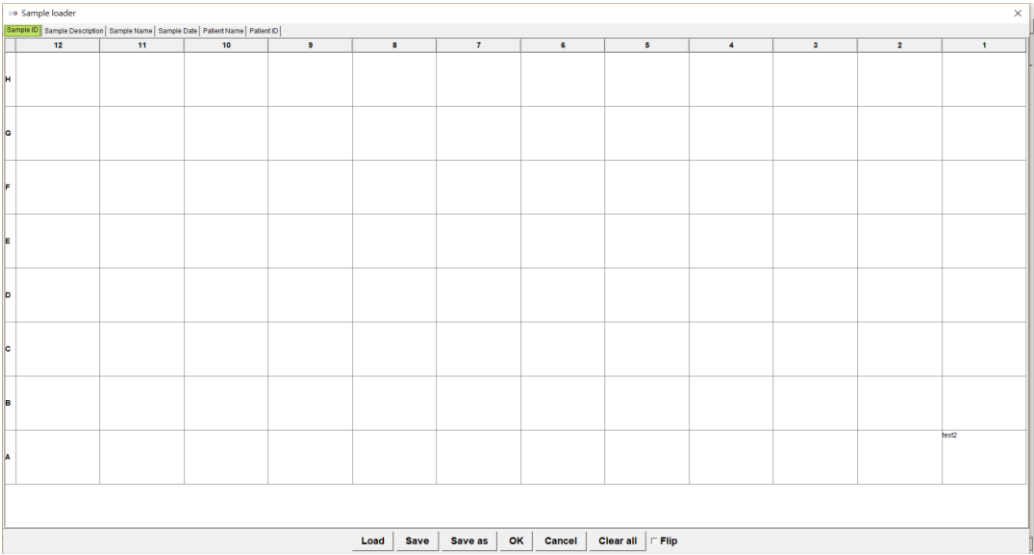 Sample loader
Sample ID Sample Description Sample Name Sample Date Patient Name Patient ID
12 11 10 9 8 7 6 5 4 3 2 1
H
G
F
E
D
C
B
test2
A
Load Save Save as OK Cancel Clear all Flip